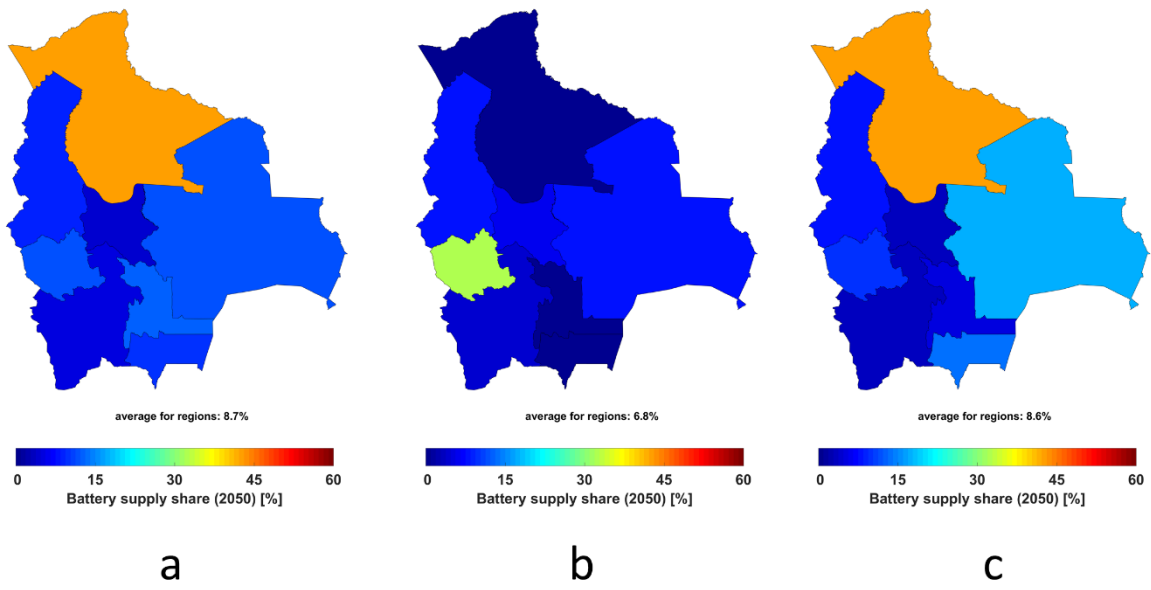 average for regions: 8.7%
average for regions: 6.8%
average for regions: 8.6%
0 15 30 45 60
Battery supply share (2050) [%]
0 15 30 45 60
Battery supply share (2050) [%]
0 15 30 45 60
Battery supply share (2050) [%]
a
b
c